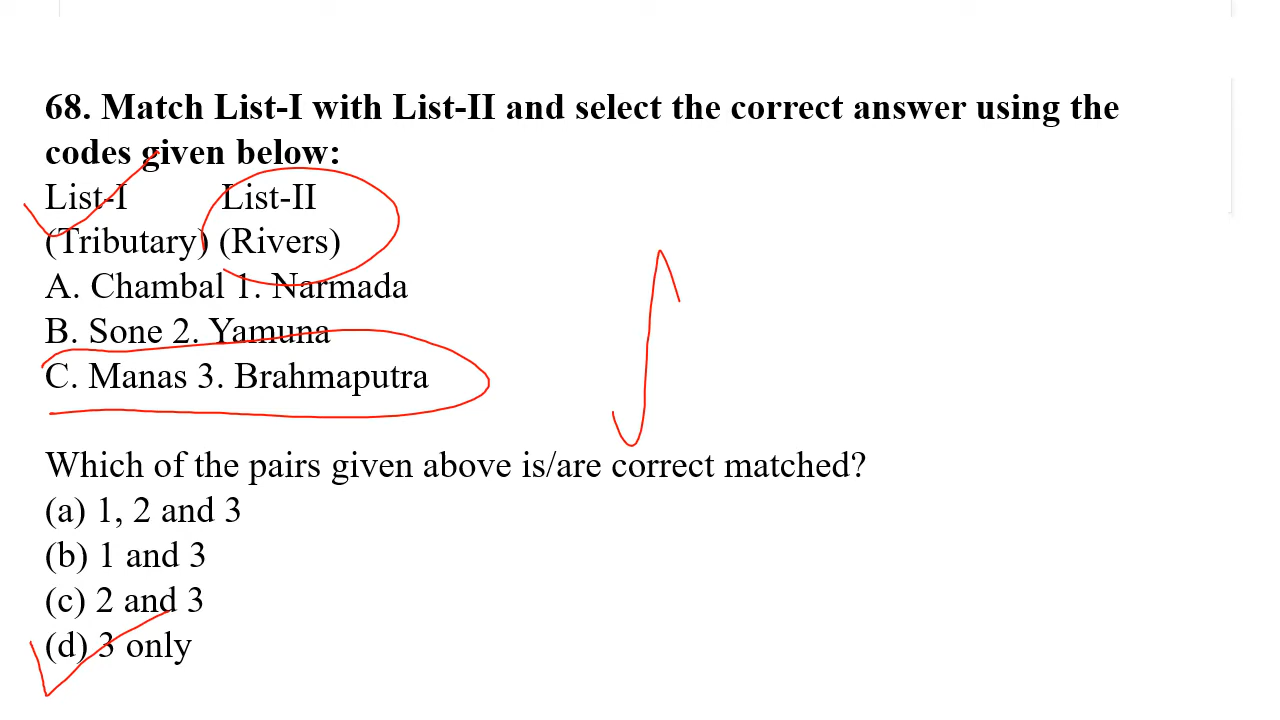 68. Match List-I with List-II and select the correct answer using the
codes given below:
List-I List-II
(Tributary) (Rivers)
A. Chambal 1. Narmada
B. Sone 2. Yamuna
C. Manas 3. Brahmaputra
Which of the pairs given above is/are correct matched?
(a) 1, 2 and 3
(b) 1 and 3
(c) 2 and 3
(d) 3 only